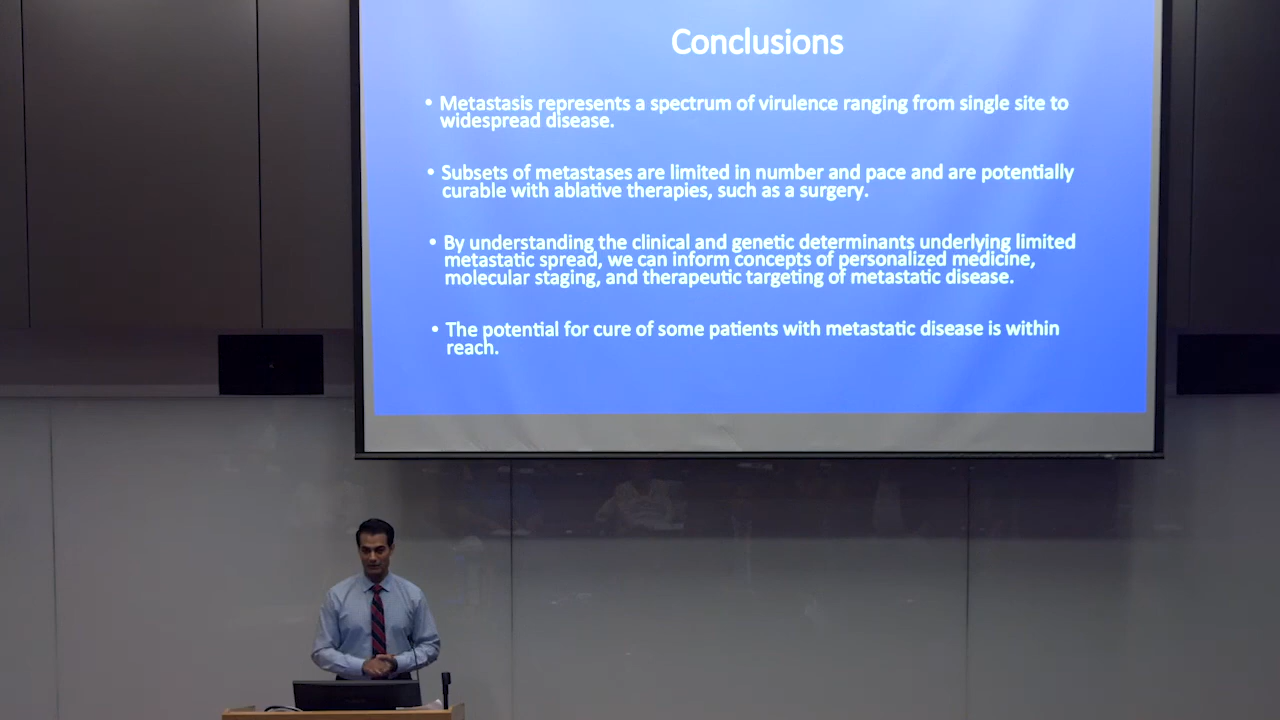 Conclusions
• Metastasis represents a spectrum of virulence ranging from single site to
widespread disease.
• Subsets of metastases are limited in number and pace and are potentially
curable with ablative therapies, such as a surgery.
• By understanding the clinical and genetic determinants underlying limited
metastatic spread, we can inform concepts of personalized medicine,
molecular staging, and therapeutic targeting of metastatic disease.
• The potential for cure of some patients with metastatic disease is within
reach.